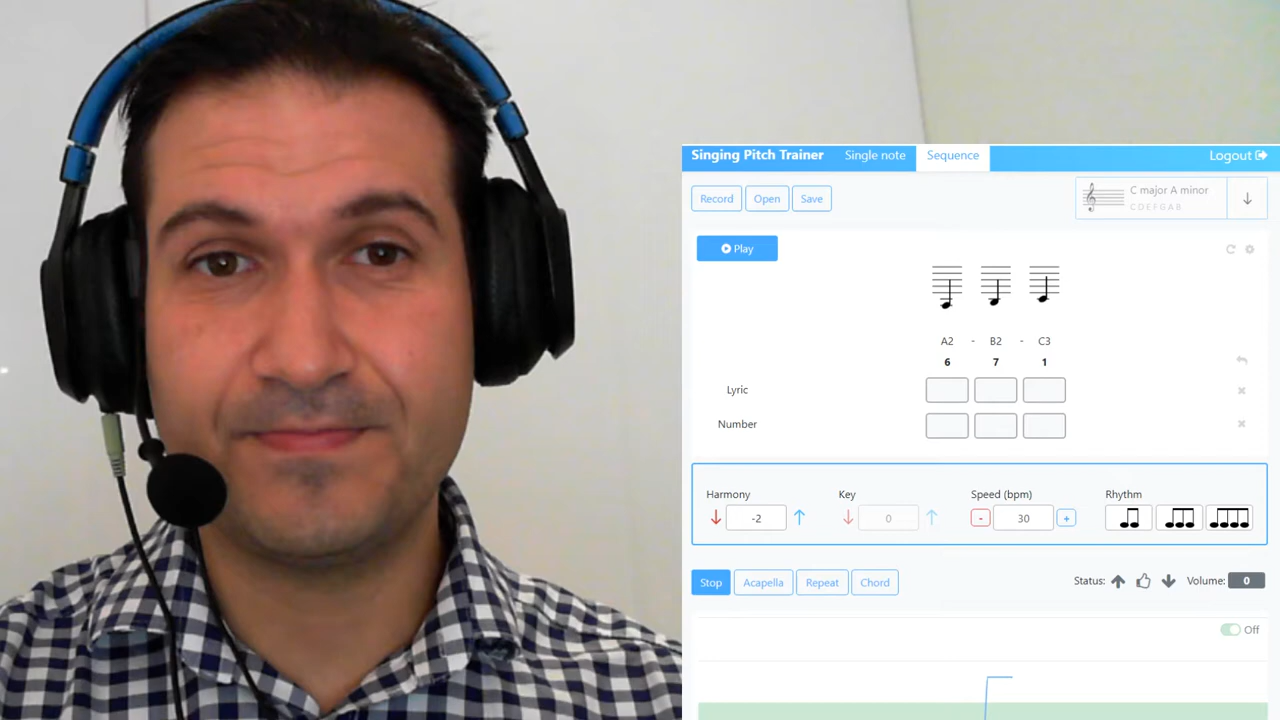 Singing Pitch Trainer Single note Sequence Logout
Record Open Save
C major A minor
C D E F G A B
Play
A2 - B2 - C3
6 7 1
Lyric
Number
Harmony Key Speed (bpm) Rhythm
-2 0 - 30 +
Stop Acapella Repeat Chord Status: Volume: 0
Off